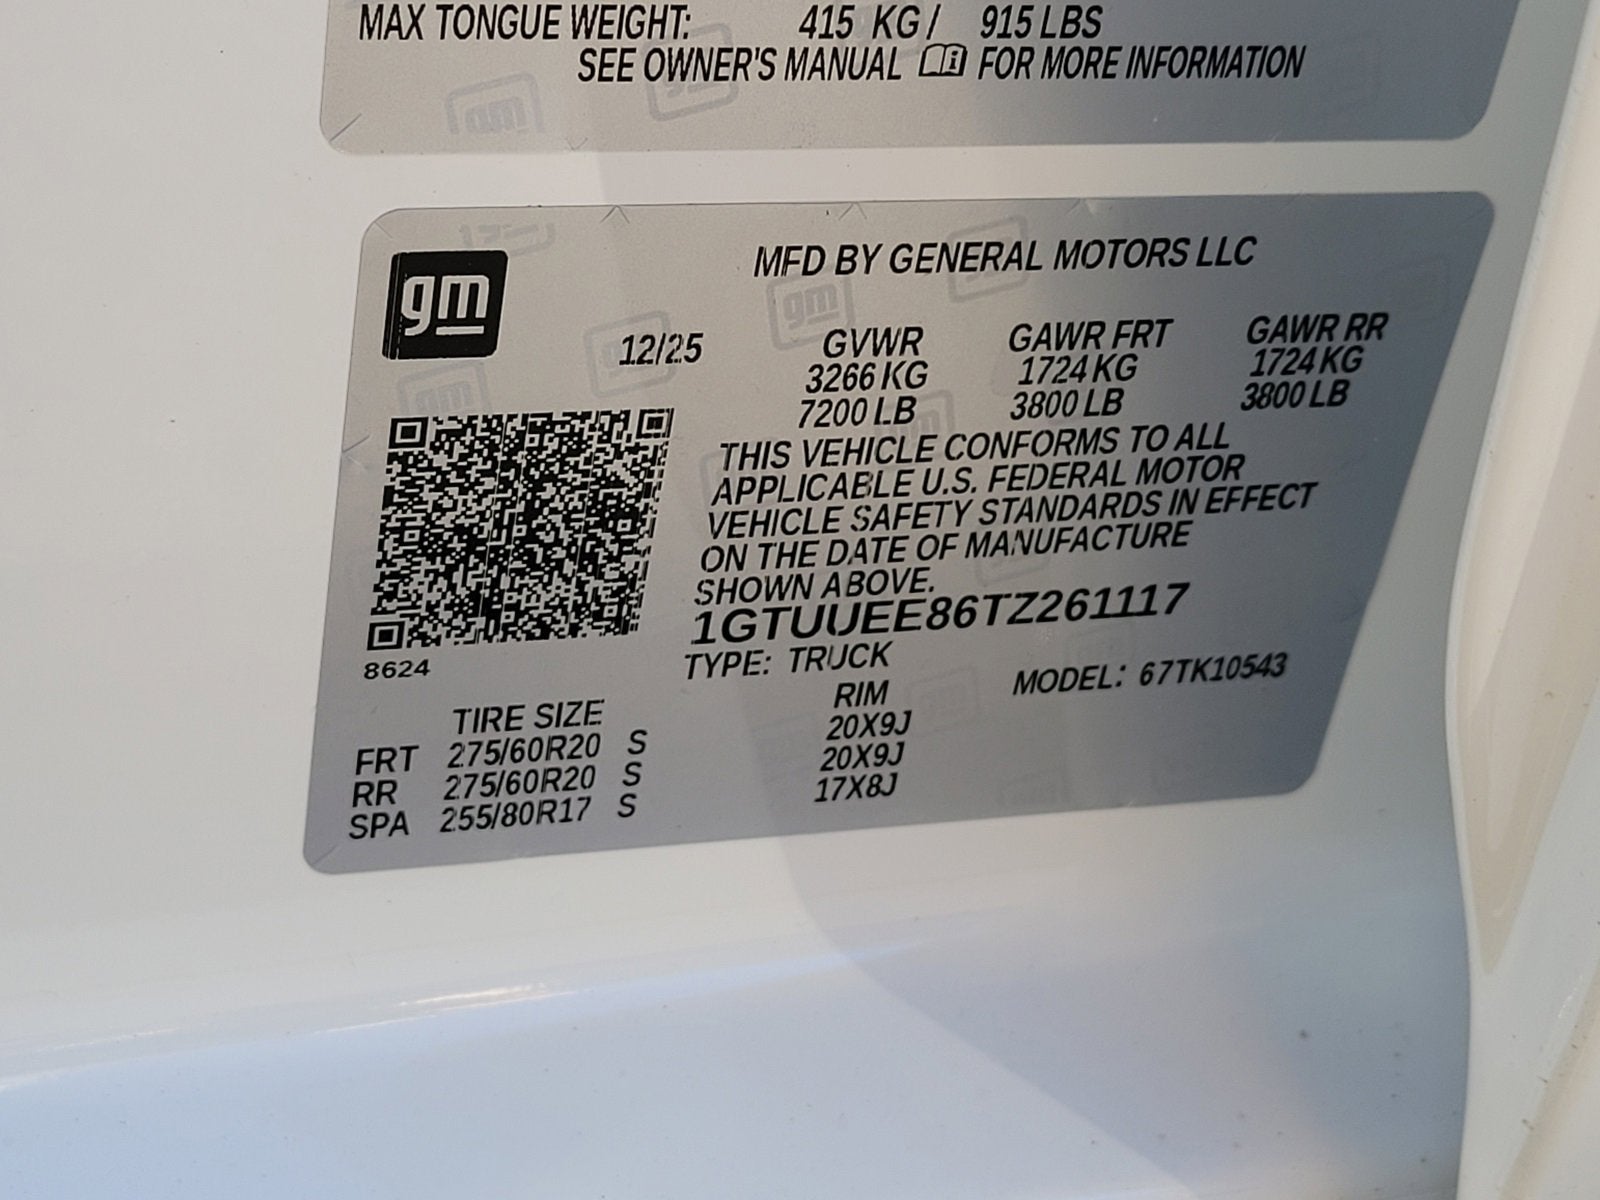 MAX TONGUE WEIGHT: 415 KG / 915 LBS
SEE OWNER'S MANUAL FOR MORE INFORMATION
gm
MFD BY GENERAL MOTORS LLC
12/25
GVWR GAWR FRT GAWR RR
3266 KG 1724 KG 1724 KG
7200 LB 3800 LB 3800 LB
THIS VEHICLE CONFORMS TO ALL
APPLICABLE U.S. FEDERAL MOTOR
VEHICLE SAFETY STANDARDS IN EFFECT
ON THE DATE OF MANUFACTURE
SHOWN ABOVE.
1GTUUEE86TZ261117
8624
TYPE: TRUCK MODEL: 67TK10543
TIRE SIZE RIM
FRT 275/60R20 S 20X9J
RR 275/60R20 S 20X9J
SPA 255/80R17 S 17X8J